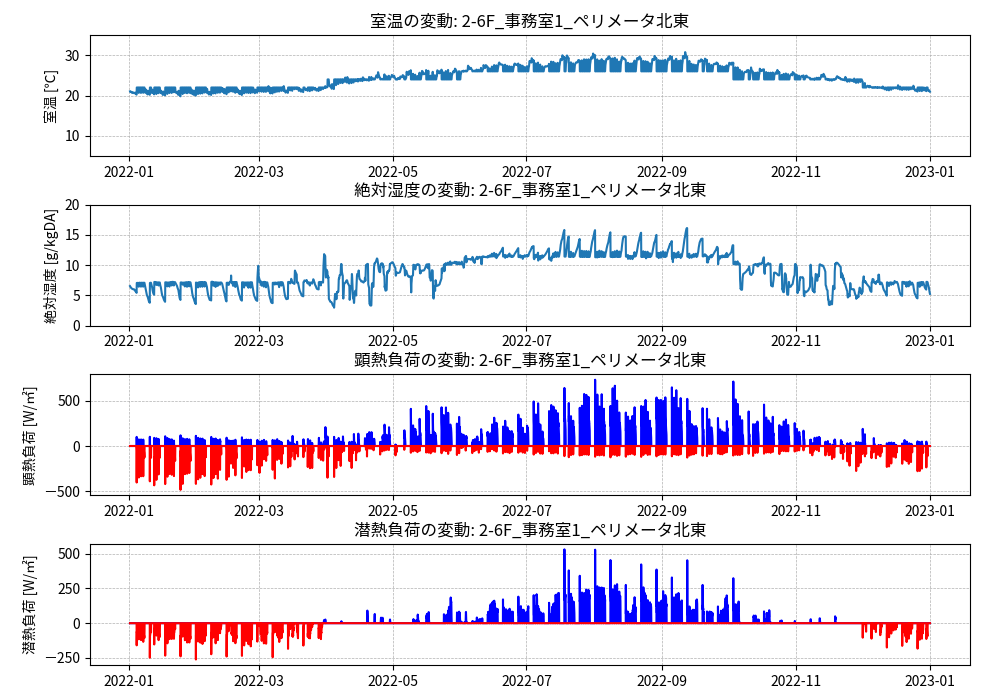 室温の変動: 2-6F_事務室1_ペリメータ北東
室温 [℃]
30
20
10
2022-01 2022-03 2022-05 2022-07 2022-09 2022-11 2023-01
絶対湿度の変動: 2-6F_事務室1_ペリメータ北東
絶対湿度 [g/kgDA]
20
15
10
5
0
2022-01 2022-03 2022-05 2022-07 2022-09 2022-11 2023-01
顕熱負荷の変動: 2-6F_事務室1_ペリメータ北東
顕熱負荷 [W/㎡]
500
0
−500
2022-01 2022-03 2022-05 2022-07 2022-09 2022-11 2023-01
潜熱負荷の変動: 2-6F_事務室1_ペリメータ北東
潜熱負荷 [W/㎡]
500
250
0
−250
2022-01 2022-03 2022-05 2022-07 2022-09 2022-11 2023-01